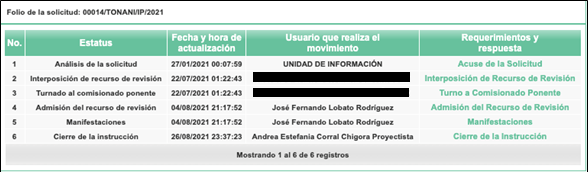 Folio de la solicitud: 00014/TONANI/IP/2021
No. Estatus Fecha y hora de actualización Usuario que realiza el movimiento Requerimientos y respuesta
1 Análisis de la solicitud 27/01/2021 00:07:59 UNIDAD DE INFORMACIÓN Acuse de la Solicitud
2 Interposición de recurso de revisión 22/07/2021 01:22:43 Interposición de Recurso de Revisión
3 Turnado al comisionado ponente 22/07/2021 01:22:43 Turno a Comisionado Ponente
4 Admisión del recurso de revisión 04/08/2021 21:17:52 José Fernando Lobato Rodríguez Admisión del Recurso de Revisión
5 Manifestaciones 04/08/2021 21:17:52 José Fernando Lobato Rodríguez Manifestaciones
6 Cierre de la instrucción 26/08/2021 23:37:23 Andrea Estefania Corral Chigora Proyectista Cierre de la Instrucción
Mostrando 1 al 6 de 6 registros